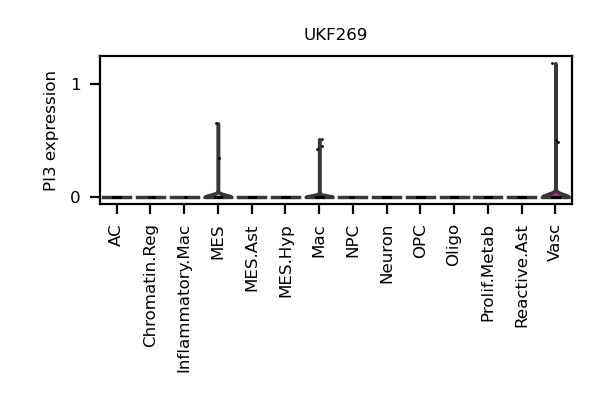 UKF269
PI3 expression
1
0
AC
Chromatin.Reg
Inflammatory.Mac
MES
MES.Ast
MES.Hyp
Mac
NPC
Neuron
OPC
Oligo
Prolif.Metab
Reactive.Ast
Vasc